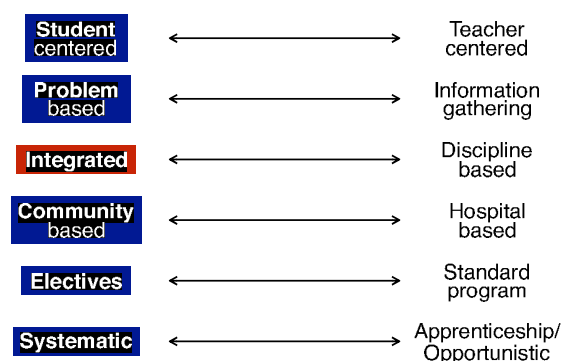 Student
centered
Teacher
centered
Problem
based
Information
gathering
Integrated
Discipline
based
Community
based
Hospital
based
Electives
Standard
program
Systematic
Apprenticeship/
Opportunistic